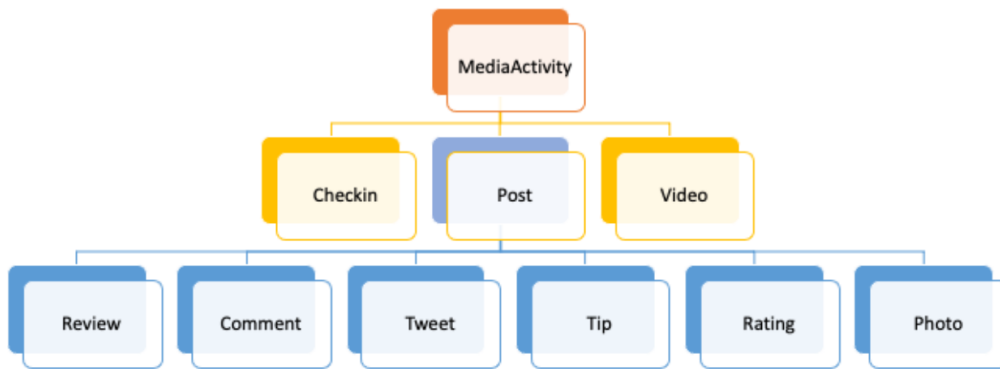 MediaActivity
Checkin
Post
Video
Review
Comment
Tweet
Tip
Rating
Photo